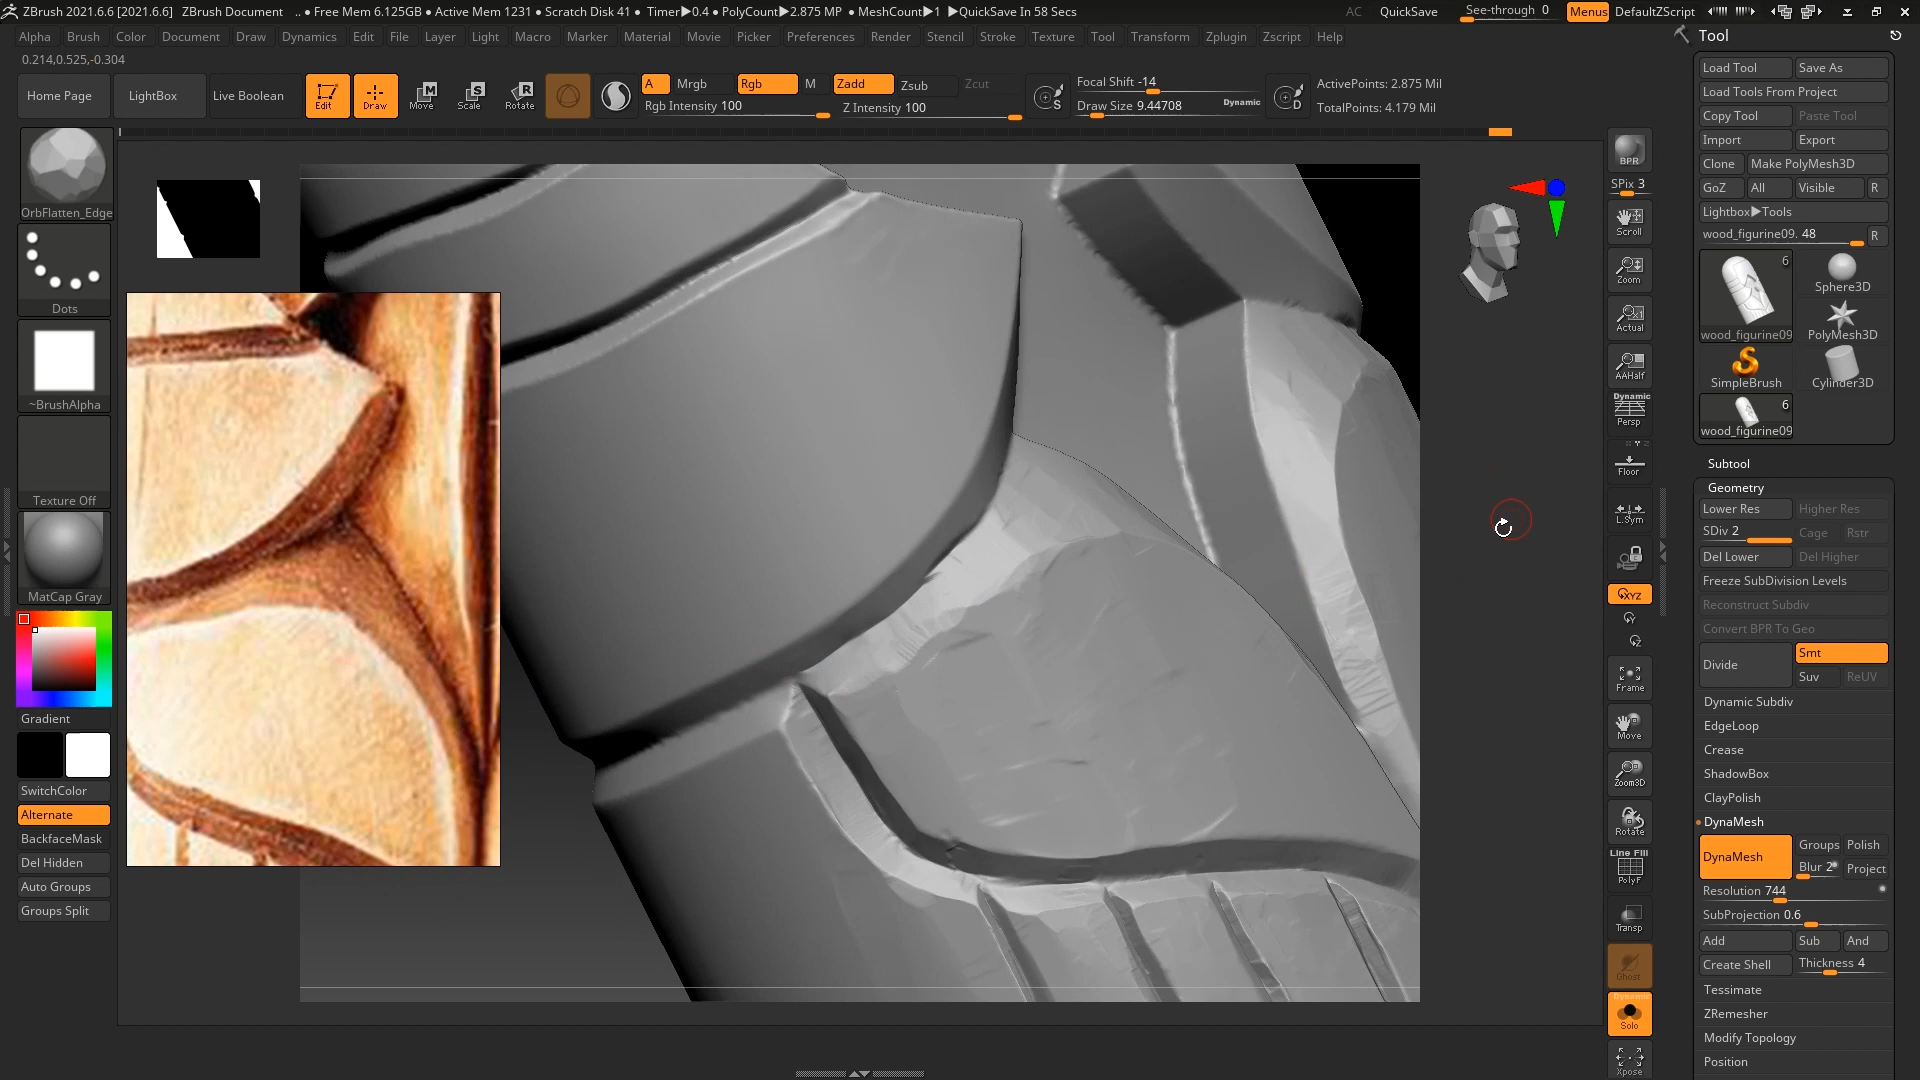 ZBrush 2021.6.6 [2021.6.6] ZBrush Document .. • Free Mem 6.125GB • Active Mem 1231 • Scratch Disk 41 • Timer▶0.4 • PolyCount▶2.875 MP • MeshCount▶1 ▶QuickSave In 58 Secs AC QuickSave See-through 0 Menus DefaultZScript
Alpha Brush Color Document Draw Dynamics Edit File Layer Light Macro Marker Material Movie Picker Preferences Render Stencil Stroke Texture Tool Transform Zplugin Zscript Help
0.214,0.525,-0.304
Home Page LightBox Live Boolean Edit Draw Move Scale Rotate
A Mrgb Rgb M Zadd Zsub Zcut
Rgb Intensity 100 Z Intensity 100
S Focal Shift -14
Draw Size 9.44708 Dynamic
D ActivePoints: 2.875 Mil
TotalPoints: 4.179 Mil
OrbFlatten_Edge
Dots
~BrushAlpha
Texture Off
MatCap Gray
Gradient
SwitchColor
Alternate
BackfaceMask
Del Hidden
Auto Groups
Groups Split
BPR
SPix 3
Scroll
Zoom
Actual
AAHalf
Dynamic
Persp
Floor
L.Sym
XYZ
Y
Z
Frame
Move
Zoom3D
Rotate
Line Fill
PolyF
Transp
Ghost
Dynamic
Solo
Xpose
Tool
Load Tool Save As
Load Tools From Project
Copy Tool Paste Tool
Import Export
Clone Make PolyMesh3D
GoZ All Visible R
Lightbox▶Tools
wood_figurine09. 48 R
6
wood_figurine09 Sphere3D
PolyMesh3D
SimpleBrush Cylinder3D
6
wood_figurine09
Subtool
Geometry
Lower Res Higher Res
SDiv 2 Cage Rstr
Del Lower Del Higher
Freeze SubDivision Levels
Reconstruct Subdiv
Convert BPR To Geo
Divide Smt
Suv ReUV
Dynamic Subdiv
EdgeLoop
Crease
ShadowBox
ClayPolish
DynaMesh
DynaMesh Groups Polish
Blur 2 Project
Resolution 744
SubProjection 0.6
Add Sub And
Create Shell Thickness 4
Tessimate
ZRemesher
Modify Topology
Position